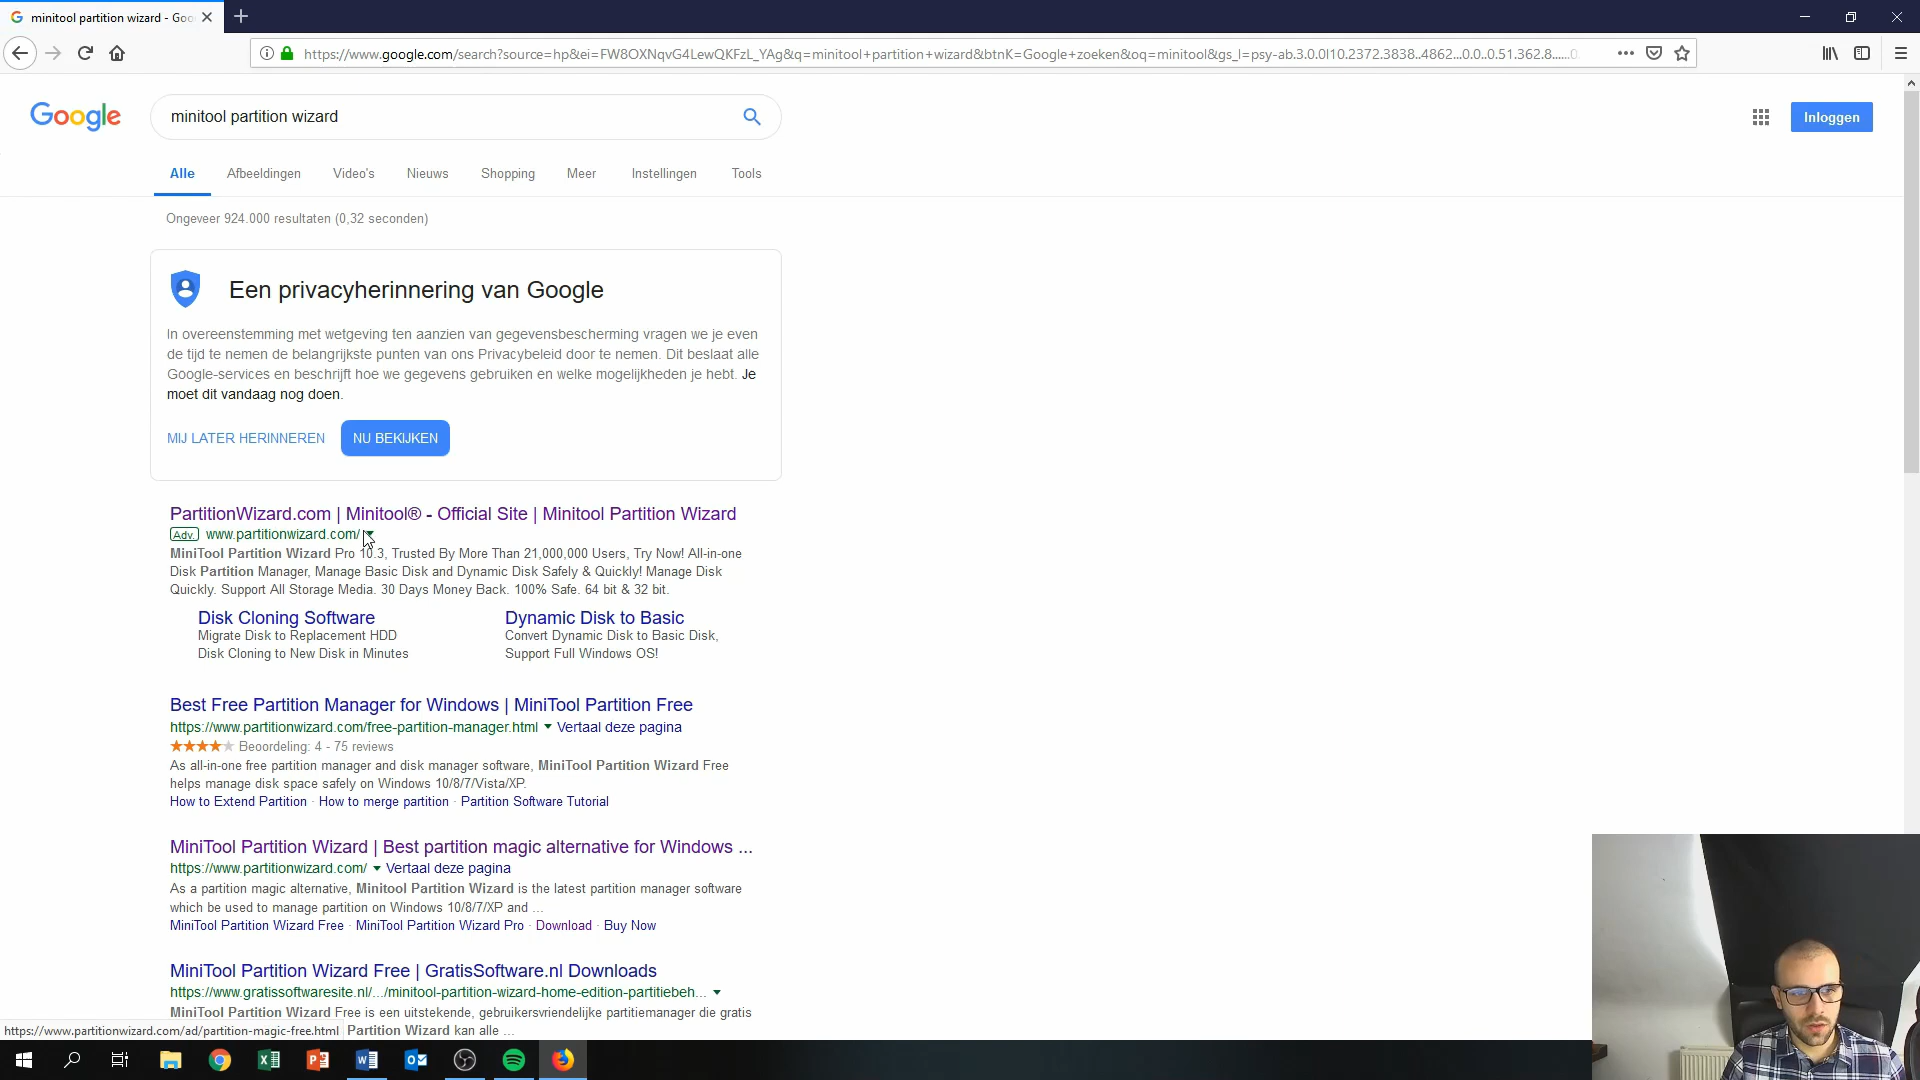 minitool partition wizard - Goo
https://www.google.com/search?source=hp&ei=FW8OXNqvG4LewQKFzL_YAg&q=minitool+partition+wizard&btnK=Google+zoeken&oq=minitool&gs_l=psy-ab.3.0.0l10.2372.3838..4862...0.0..0.51.362.8......0
Google
minitool partition wizard
Inloggen
Alle Afbeeldingen Video's Nieuws Shopping Meer Instellingen Tools
Ongeveer 924.000 resultaten (0,32 seconden)
Een privacyherinnering van Google
In overeenstemming met wetgeving ten aanzien van gegevensbescherming vragen we je even
de tijd te nemen de belangrijkste punten van ons Privacybeleid door te nemen. Dit beslaat alle
Google-services en beschrijft hoe we gegevens gebruiken en welke mogelijkheden je hebt. Je
moet dit vandaag nog doen.
MIJ LATER HERINNEREN NU BEKIJKEN
PartitionWizard.com | Minitool® - Official Site | Minitool Partition Wizard
Adv. www.partitionwizard.com/
MiniTool Partition Wizard Pro 10.3, Trusted By More Than 21,000,000 Users, Try Now! All-in-one
Disk Partition Manager, Manage Basic Disk and Dynamic Disk Safely & Quickly! Manage Disk
Quickly. Support All Storage Media. 30 Days Money Back. 100% Safe. 64 bit & 32 bit.
Disk Cloning Software Dynamic Disk to Basic
Migrate Disk to Replacement HDD Convert Dynamic Disk to Basic Disk,
Disk Cloning to New Disk in Minutes Support Full Windows OS!
Best Free Partition Manager for Windows | MiniTool Partition Free
https://www.partitionwizard.com/free-partition-manager.html Vertaal deze pagina
Beoordeling: 4 - 75 reviews
As all-in-one free partition manager and disk manager software, MiniTool Partition Wizard Free
helps manage disk space safely on Windows 10/8/7/Vista/XP.
How to Extend Partition · How to merge partition · Partition Software Tutorial
MiniTool Partition Wizard | Best partition magic alternative for Windows ...
https://www.partitionwizard.com/ Vertaal deze pagina
As a partition magic alternative, Minitool Partition Wizard is the latest partition manager software
which be used to manage partition on Windows 10/8/7/XP and ...
MiniTool Partition Wizard Free · MiniTool Partition Wizard Pro · Download · Buy Now
MiniTool Partition Wizard Free | GratisSoftware.nl Downloads
https://www.gratissoftwaresite.nl/.../minitool-partition-wizard-home-edition-partitiebeh...
MiniTool Partition Wizard Free is een uitstekende, gebruikersvriendelijke partitiemanager die gratis
https://www.partitionwizard.com/ad/partition-magic-free.html Partition Wizard kan alle ...